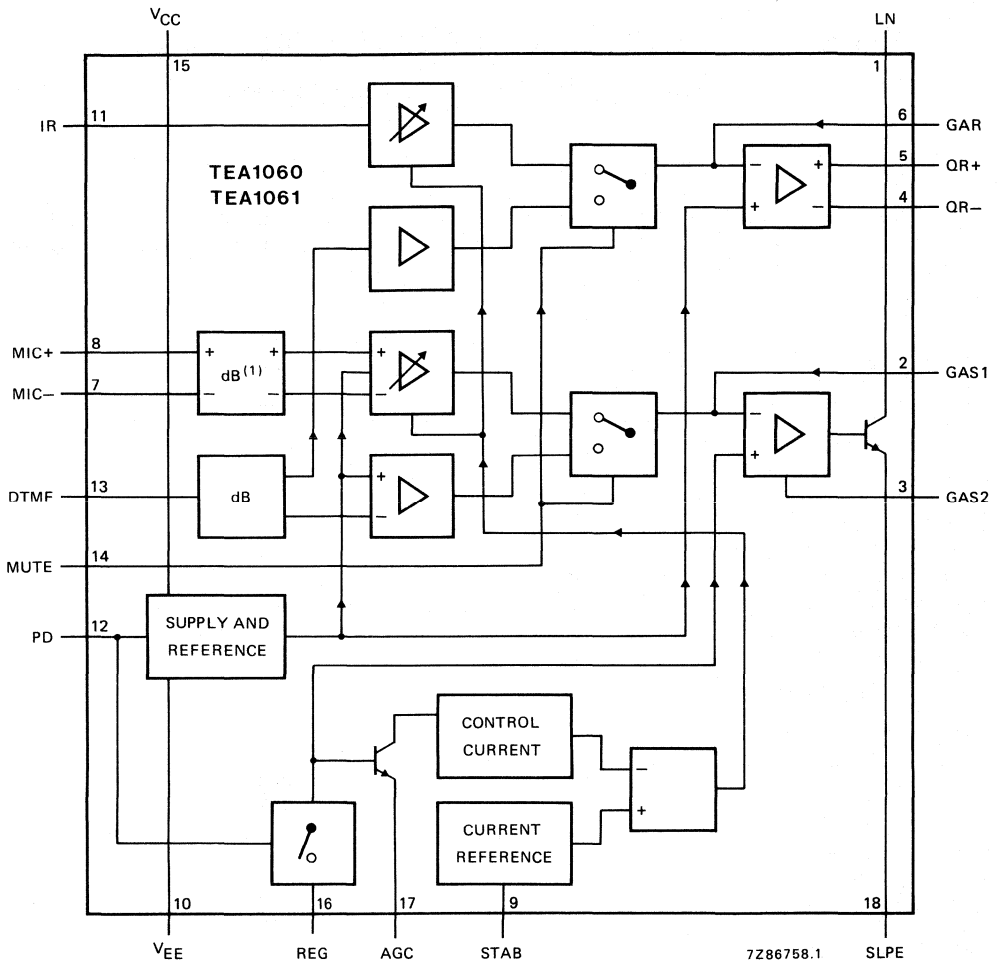 VCC
LN
15
1
IR
11
6
GAR
5
QR+
4
QR−
TEA1060
TEA1061
−
+
+
−
MIC+
8
MIC−
7
+
+
dB(1)
−
−
+
−
2
GAS1
−
+
3
GAS2
DTMF
13
dB
+
−
MUTE
14
PD
12
SUPPLY AND
REFERENCE
CONTROL
CURRENT
−
+
CURRENT
REFERENCE
10
16
17
9
18
VEE
REG
AGC
STAB
7Z86758.1
SLPE